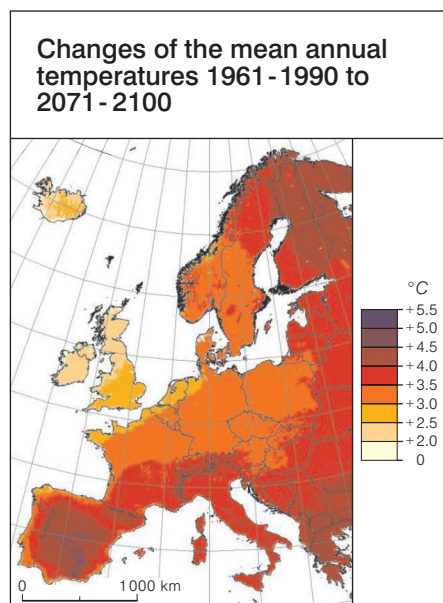 Changes of the mean annual
temperatures 1961-1990 to
2071-2100
°C
+5.5
+5.0
+4.5
+4.0
+3.5
+3.0
+2.5
+2.0
0
0 1000 km